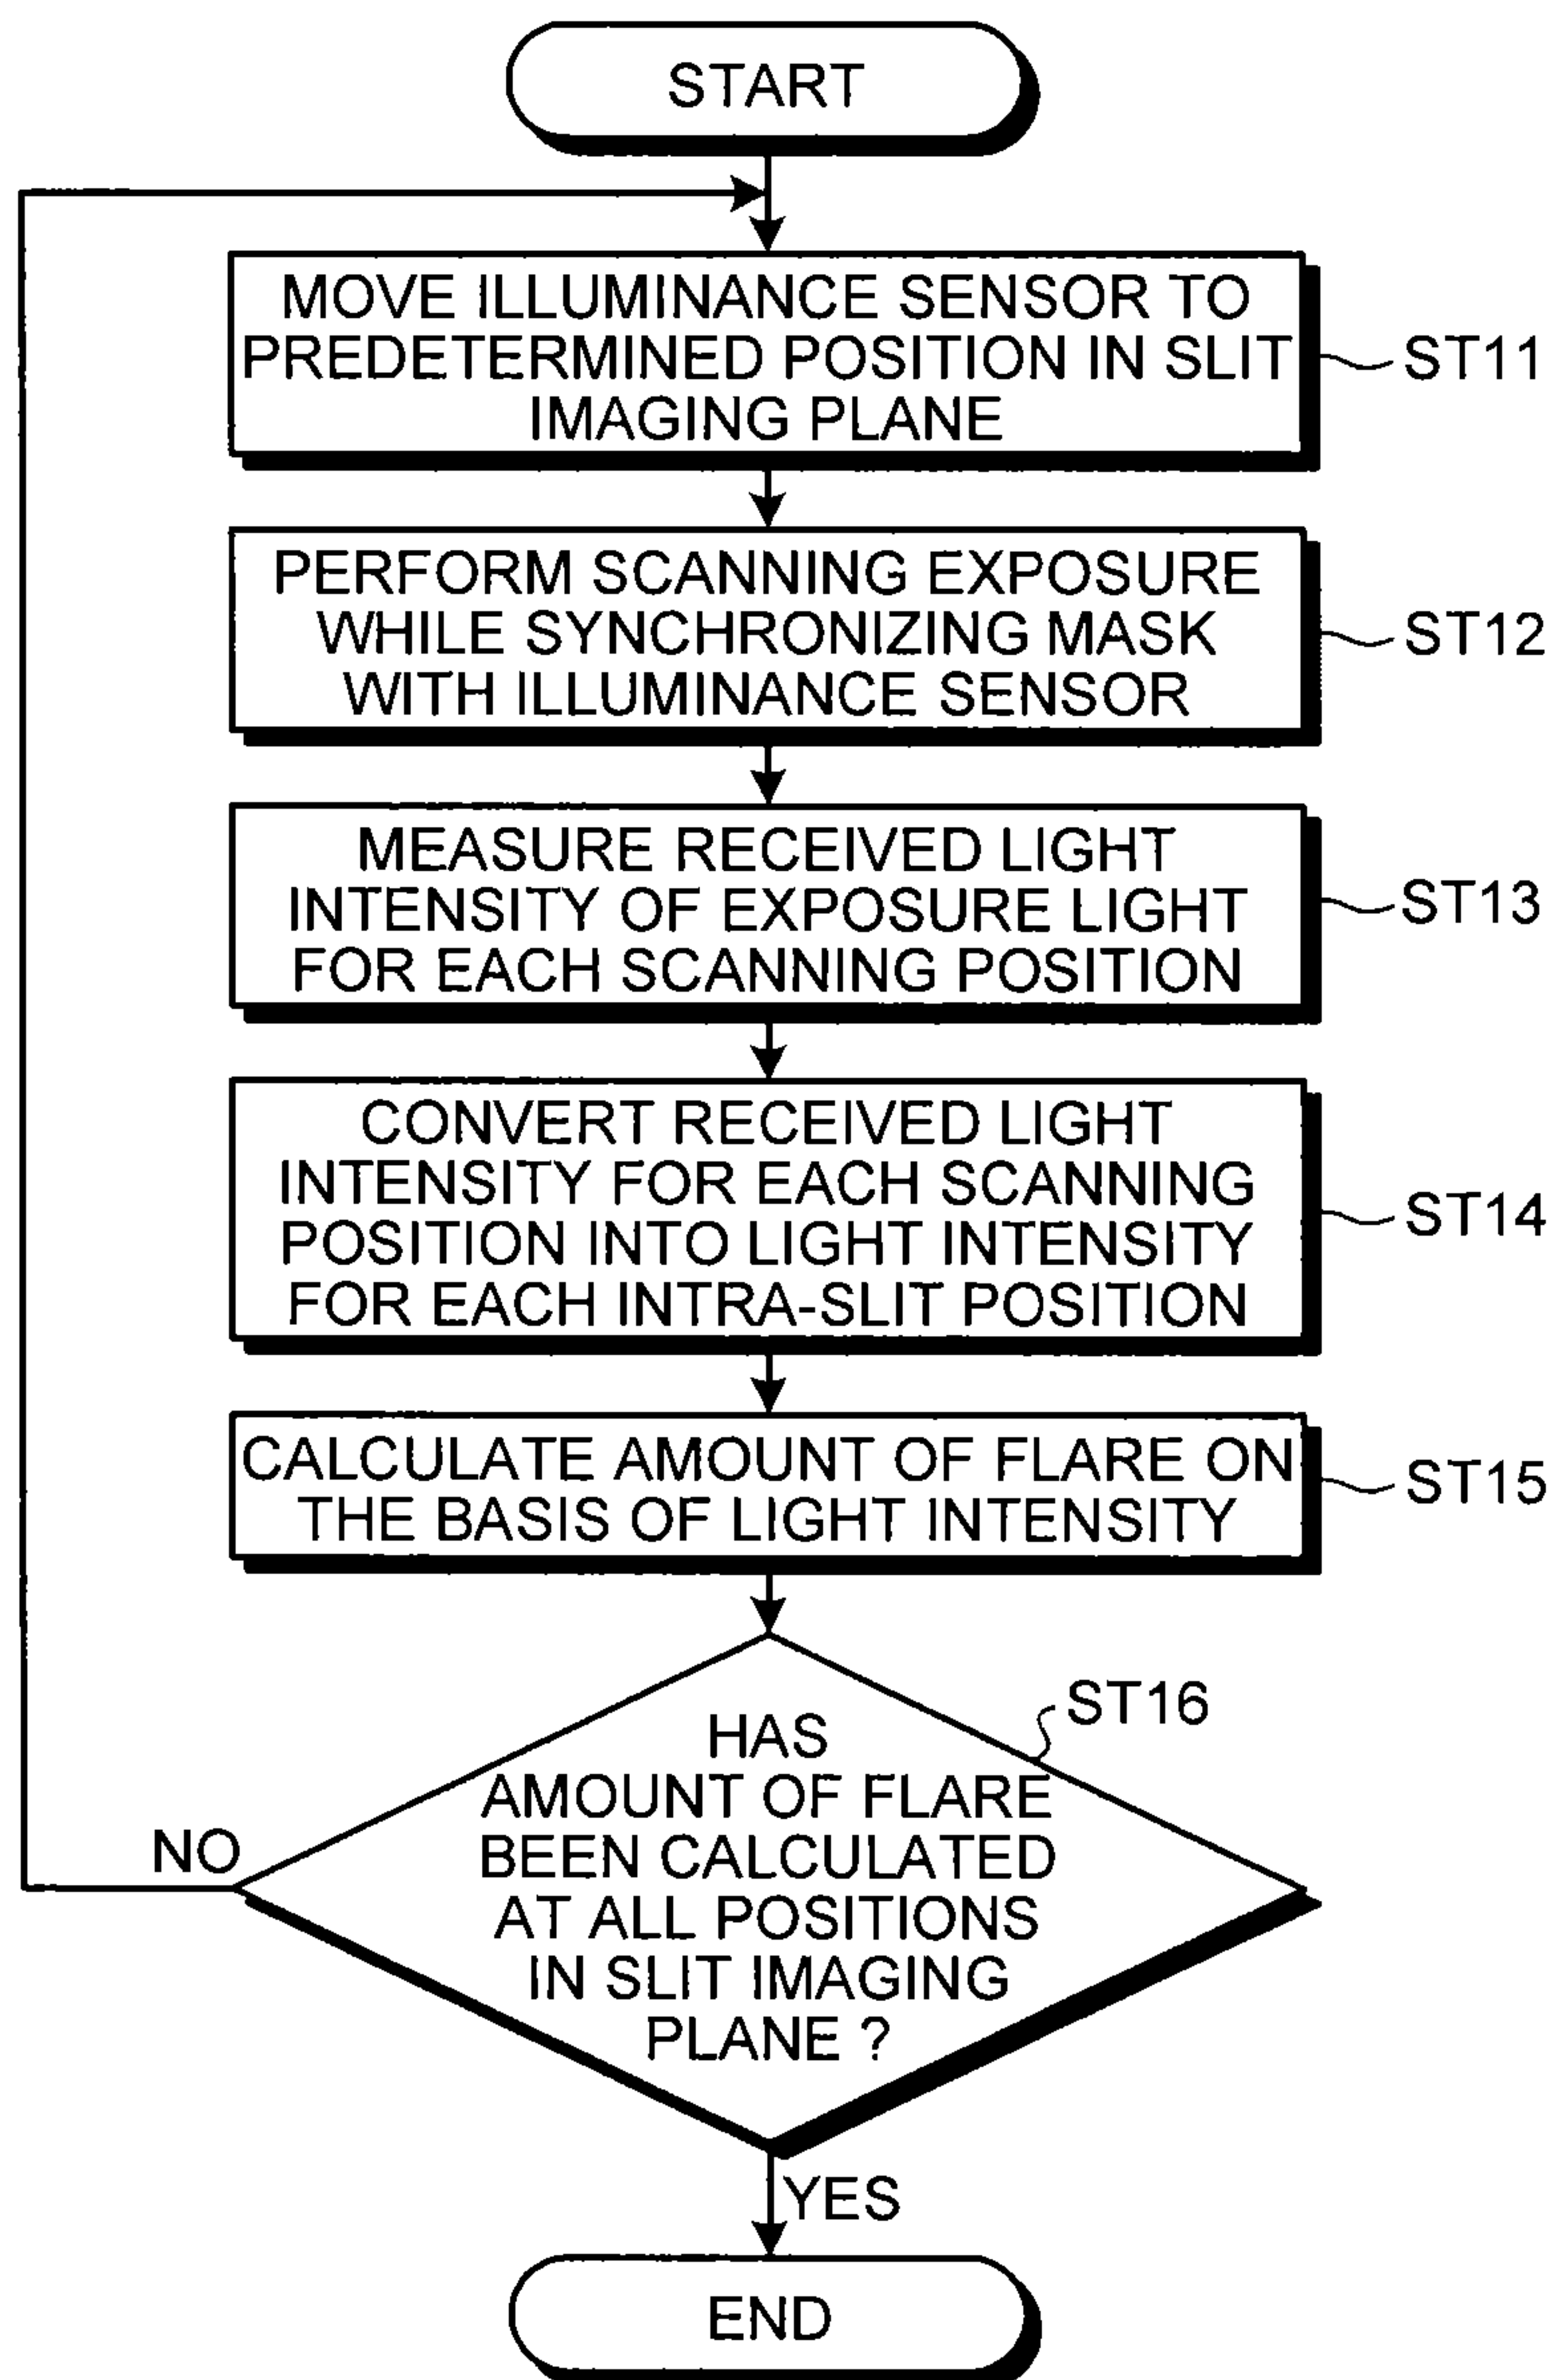 START
MOVE ILLUMINANCE SENSOR TO
PREDETERMINED POSITION IN SLIT
IMAGING PLANE
ST11
PERFORM SCANNING EXPOSURE
WHILE SYNCHRONIZING MASK
WITH ILLUMINANCE SENSOR
ST12
MEASURE RECEIVED LIGHT
INTENSITY OF EXPOSURE LIGHT
FOR EACH SCANNING POSITION
ST13
CONVERT RECEIVED LIGHT
INTENSITY FOR EACH SCANNING
POSITION INTO LIGHT INTENSITY
FOR EACH INTRA-SLIT POSITION
ST14
CALCULATE AMOUNT OF FLARE ON
THE BASIS OF LIGHT INTENSITY
ST15
ST16
HAS
AMOUNT OF FLARE
BEEN CALCULATED
AT ALL POSITIONS
IN SLIT IMAGING
PLANE ?
NO
YES
END